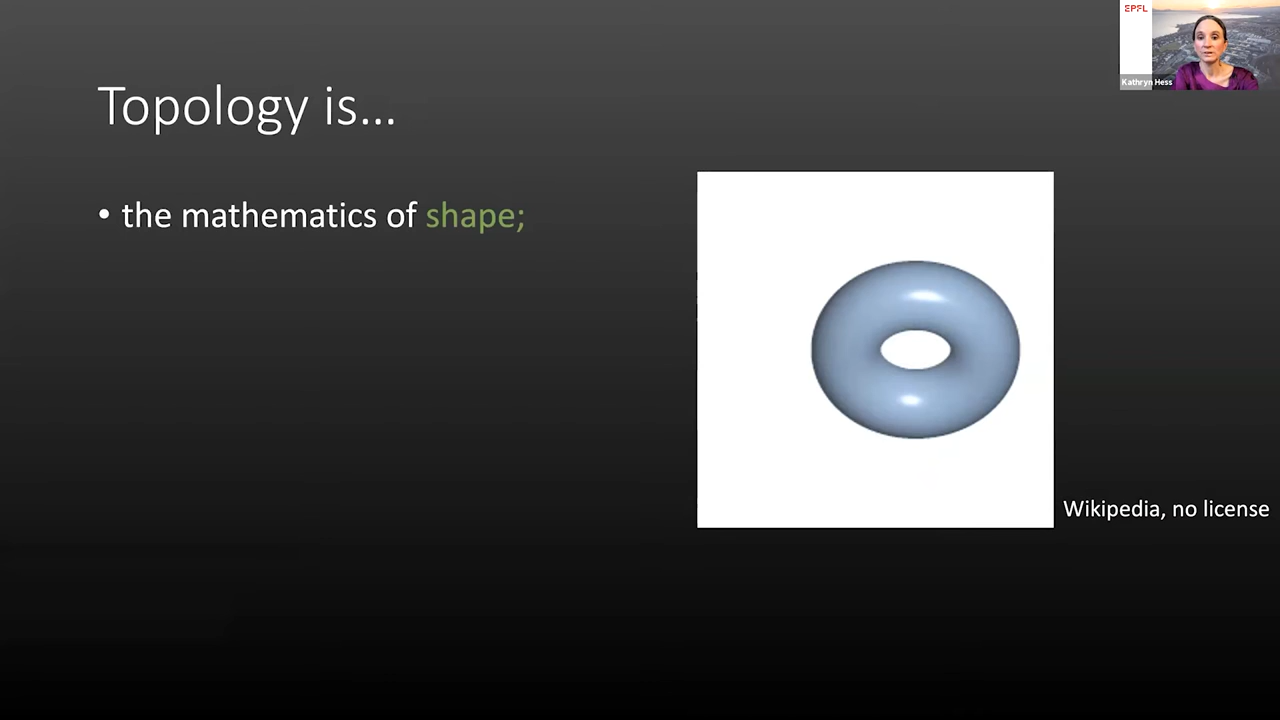 EPFL
Kathryn Hess
Topology is...
• the mathematics of shape;
Wikipedia, no license